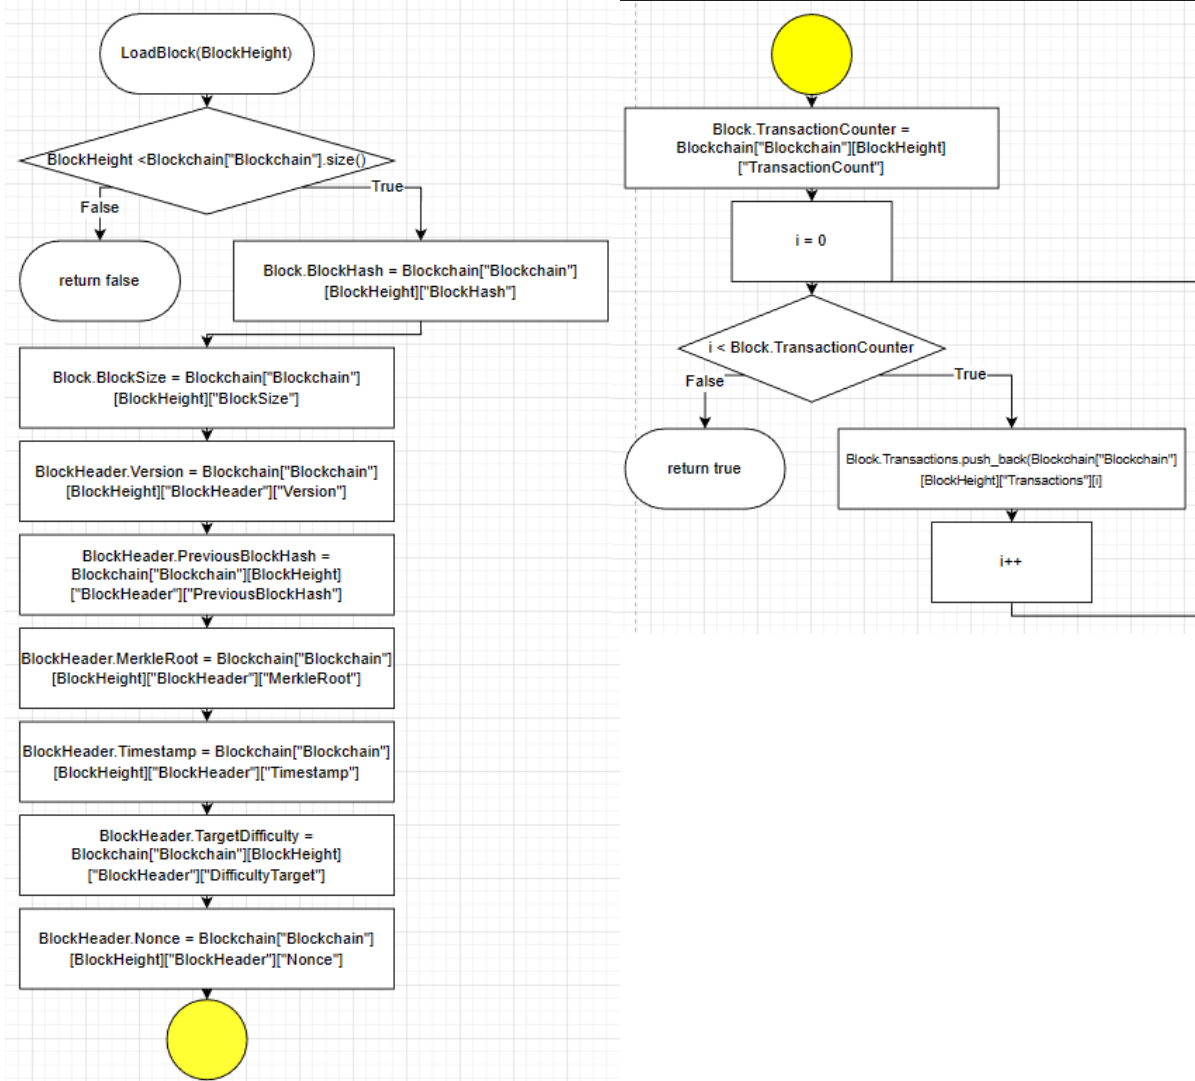 LoadBlock(BlockHeight)
BlockHeight <Blockchain["Blockchain"].size()
True
False
return false
Block.BlockHash = Blockchain["Blockchain"]
[BlockHeight]["BlockHash"]
Block.BlockSize = Blockchain["Blockchain"]
[BlockHeight]["BlockSize"]
BlockHeader.Version = Blockchain["Blockchain"]
[BlockHeight]["BlockHeader"]["Version"]
BlockHeader.PreviousBlockHash =
Blockchain["Blockchain"][BlockHeight]
["BlockHeader"]["PreviousBlockHash"]
BlockHeader.MerkleRoot = Blockchain["Blockchain"]
[BlockHeight]["BlockHeader"]["MerkleRoot"]
BlockHeader.Timestamp = Blockchain["Blockchain"]
[BlockHeight]["BlockHeader"]["Timestamp"]
BlockHeader.TargetDifficulty =
Blockchain["Blockchain"][BlockHeight]
["BlockHeader"]["DifficultyTarget"]
BlockHeader.Nonce = Blockchain["Blockchain"]
[BlockHeight]["BlockHeader"]["Nonce"]
Block.TransactionCounter =
Blockchain["Blockchain"][BlockHeight]
["TransactionCount"]
i = 0
i < Block.TransactionCounter
True
False
return true
Block.Transactions.push_back(Blockchain["Blockchain"]
[BlockHeight]["Transactions"][i]
i++